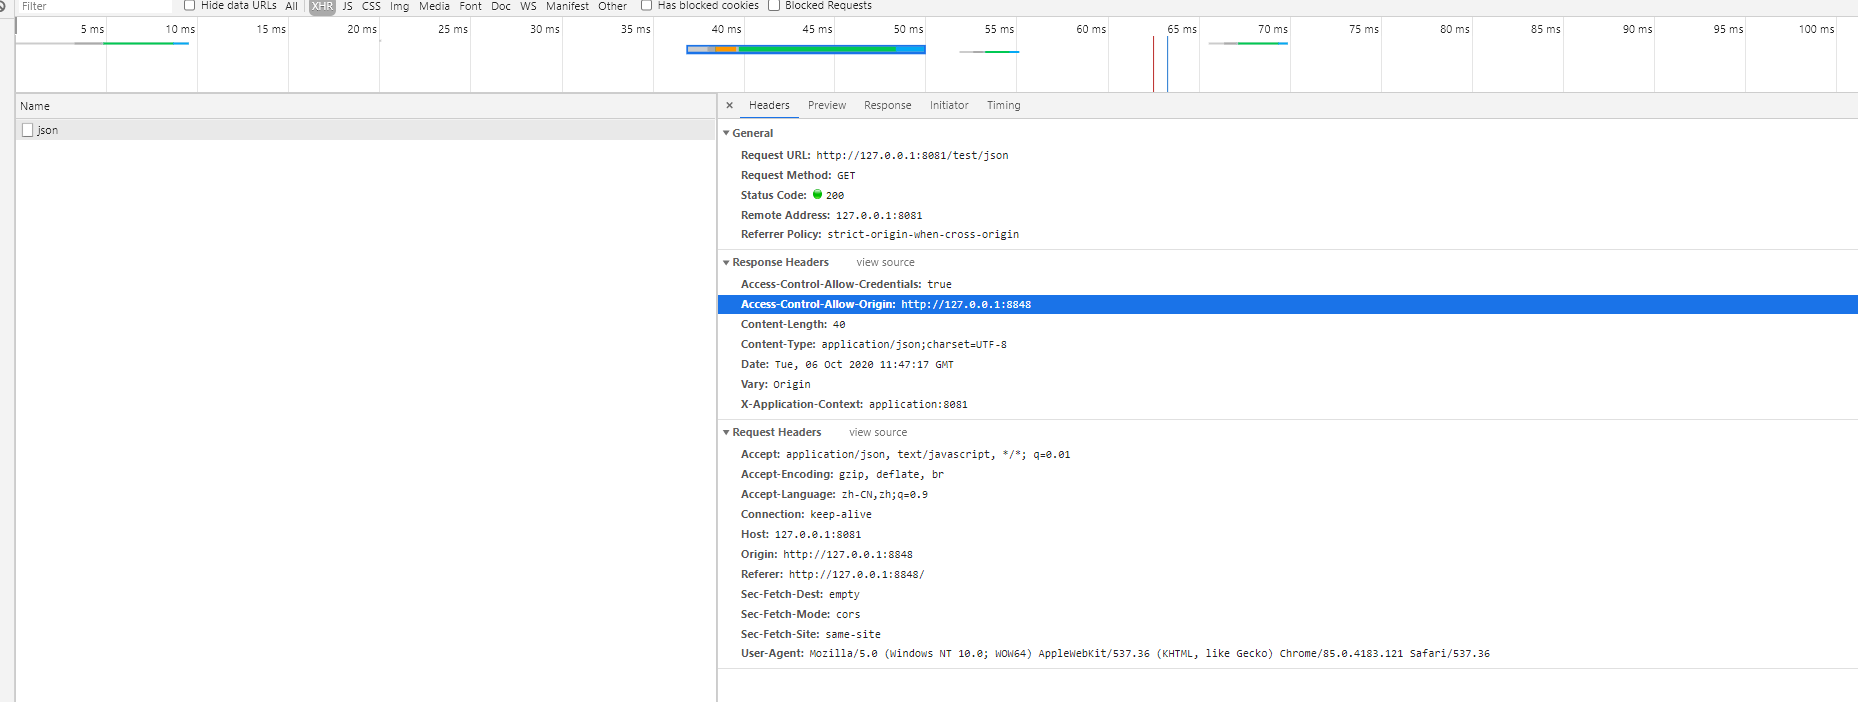 Filter Hide data URLs All XHR JS CSS Img Media Font Doc WS Manifest Other Has blocked cookies Blocked Requests
5 ms 10 ms 15 ms 20 ms 25 ms 30 ms 35 ms 40 ms 45 ms 50 ms 55 ms 60 ms 65 ms 70 ms 75 ms 80 ms 85 ms 90 ms 95 ms 100 ms
Name
json
× Headers Preview Response Initiator Timing
General
Request URL: http://127.0.0.1:8081/test/json
Request Method: GET
Status Code: 200
Remote Address: 127.0.0.1:8081
Referrer Policy: strict-origin-when-cross-origin
Response Headers view source
Access-Control-Allow-Credentials: true
Access-Control-Allow-Origin: http://127.0.0.1:8848
Content-Length: 40
Content-Type: application/json;charset=UTF-8
Date: Tue, 06 Oct 2020 11:47:17 GMT
Vary: Origin
X-Application-Context: application:8081
Request Headers view source
Accept: application/json, text/javascript, */*; q=0.01
Accept-Encoding: gzip, deflate, br
Accept-Language: zh-CN,zh;q=0.9
Connection: keep-alive
Host: 127.0.0.1:8081
Origin: http://127.0.0.1:8848
Referer: http://127.0.0.1:8848/
Sec-Fetch-Dest: empty
Sec-Fetch-Mode: cors
Sec-Fetch-Site: same-site
User-Agent: Mozilla/5.0 (Windows NT 10.0; WOW64) AppleWebKit/537.36 (KHTML, like Gecko) Chrome/85.0.4183.121 Safari/537.36